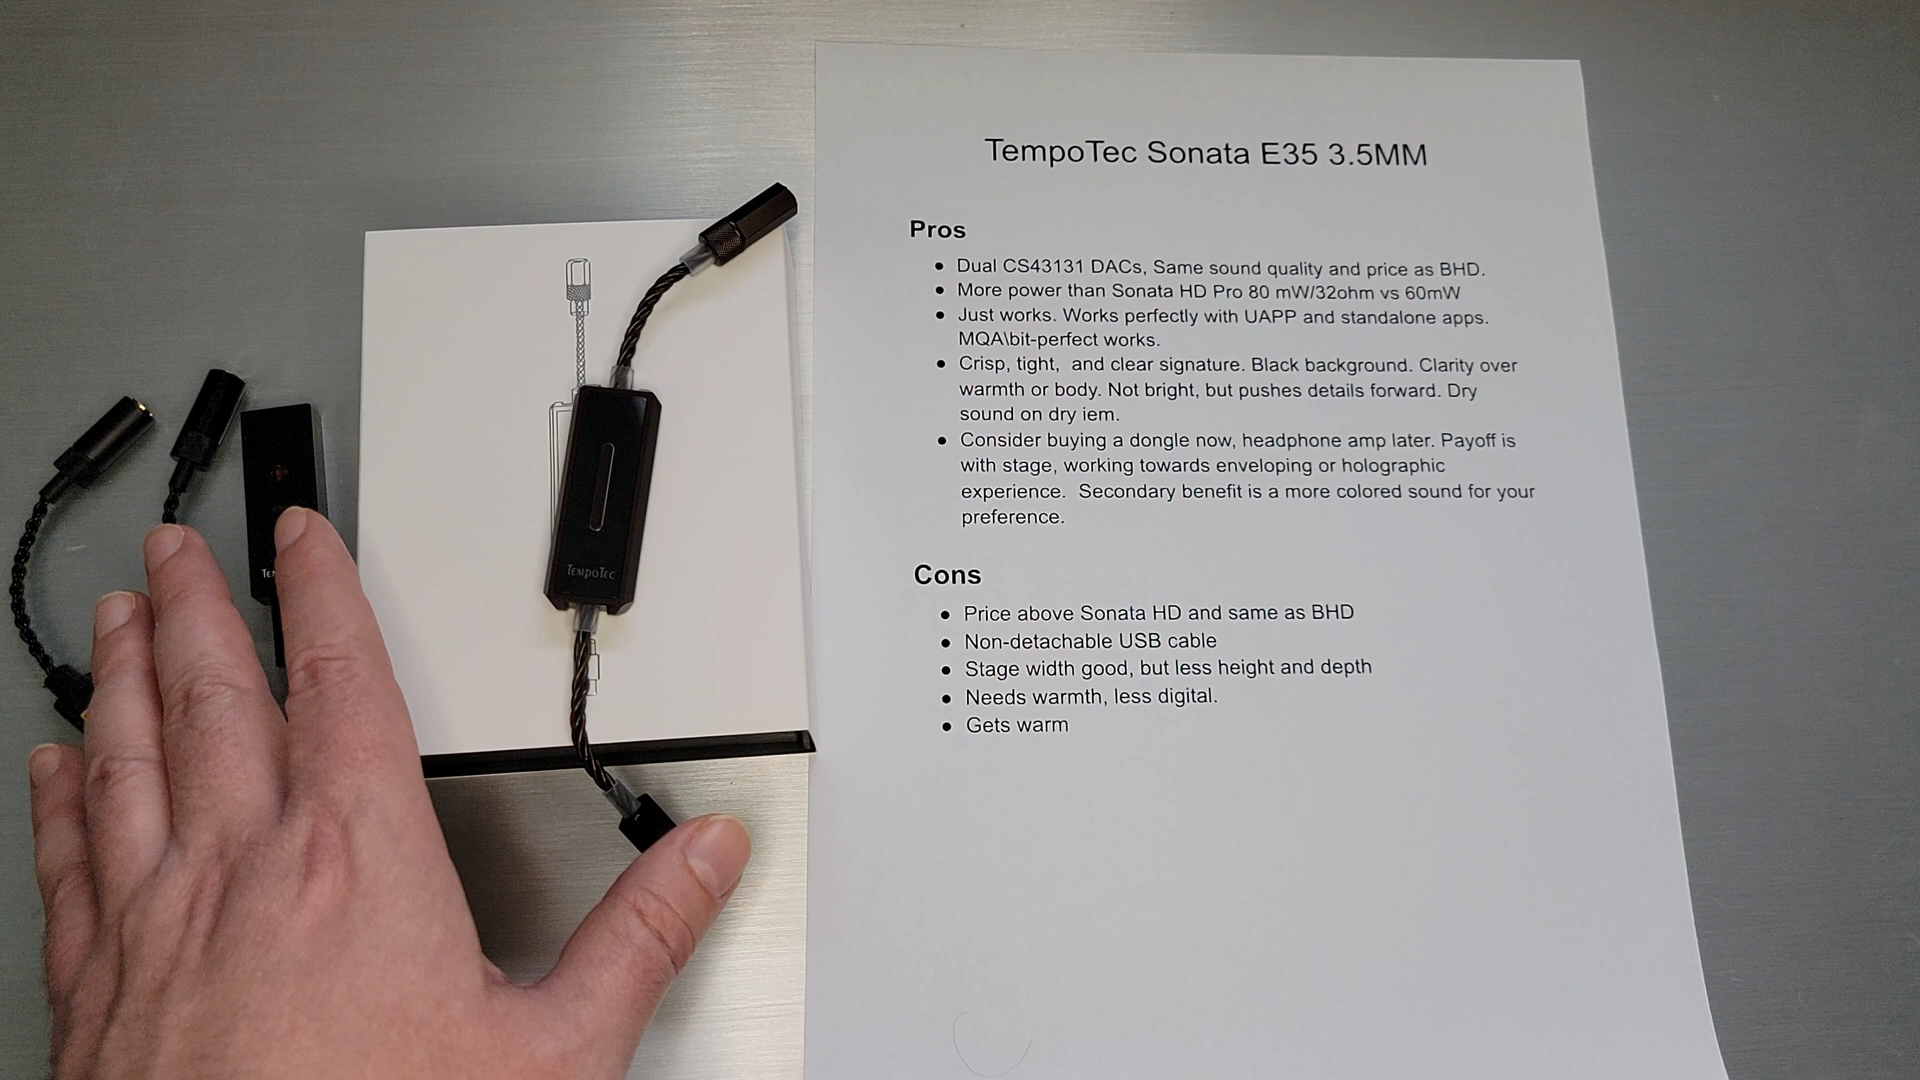 TempoTec Sonata E35 3.5MM
Pros
• Dual CS43131 DACs, Same sound quality and price as BHD.
• More power than Sonata HD Pro 80 mW/32ohm vs 60mW
• Just works. Works perfectly with UAPP and standalone apps.
MQA\bit-perfect works.
• Crisp, tight,  and clear signature. Black background. Clarity over
warmth or body. Not bright, but pushes details forward. Dry
sound on dry iem.
• Consider buying a dongle now, headphone amp later. Payoff is
with stage, working towards enveloping or holographic
experience.  Secondary benefit is a more colored sound for your
preference.
Cons
• Price above Sonata HD and same as BHD
• Non-detachable USB cable
• Stage width good, but less height and depth
• Needs warmth, less digital.
• Gets warm
TempoTec